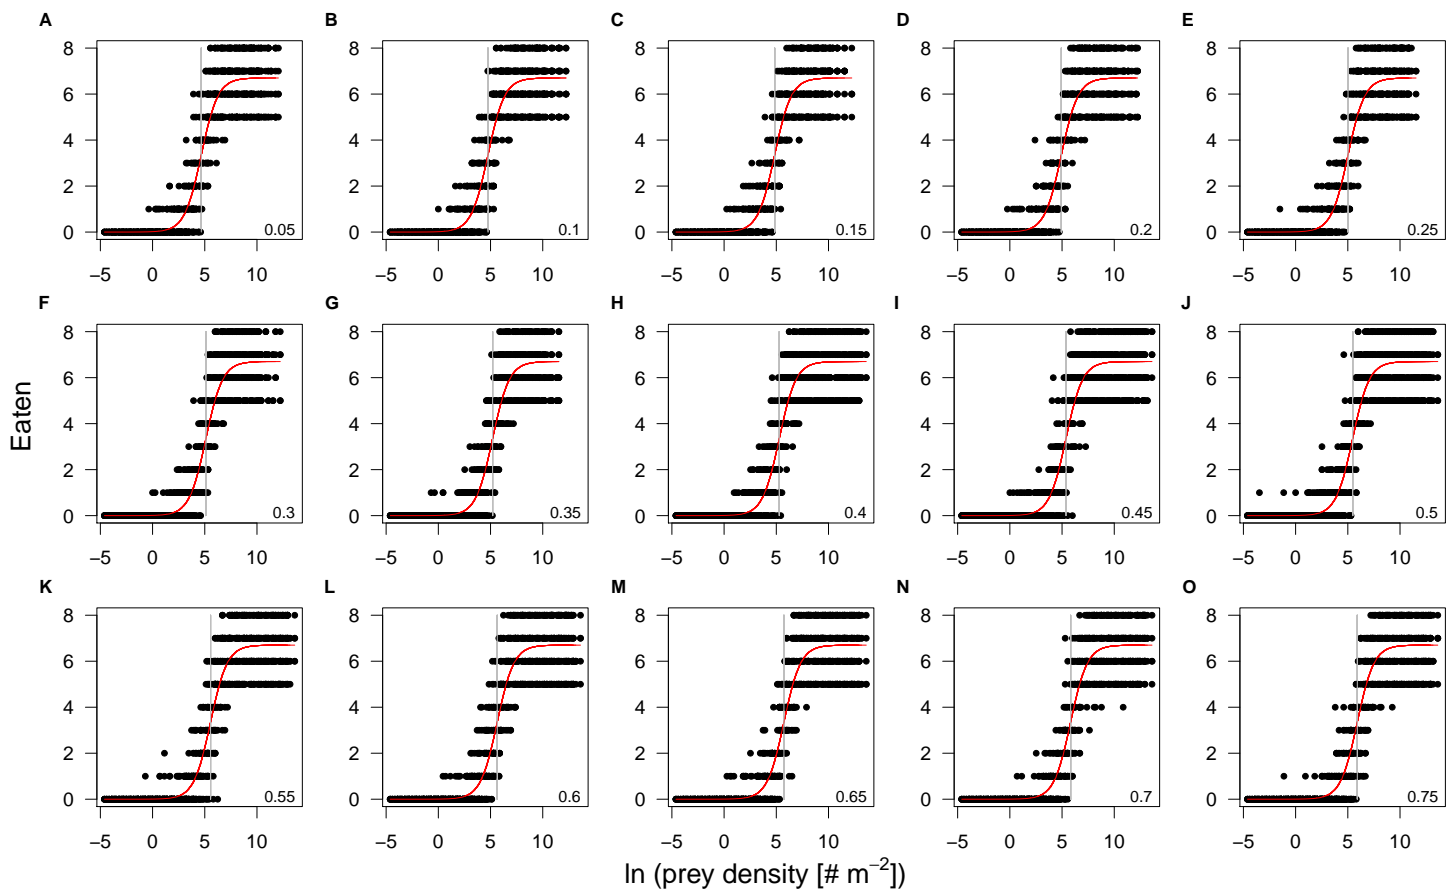 A B C D E
8 8 8 8 8
6 6 6 6 6
4 4 4 4 4
2 2 2 2 2
0 0.05 0 0.1 0 0.15 0 0.2 0 0.25
−5 0 5 10 −5 0 5 10 −5 0 5 10 −5 0 5 10 −5 0 5 10
F G H I J
8 8 8 8 8
6 6 6 6 6
Eaten
4 4 4 4 4
2 2 2 2 2
0 0.3 0 0.35 0 0.4 0 0.45 0 0.5
−5 0 5 10 −5 0 5 10 −5 0 5 10 −5 0 5 10 −5 0 5 10
K L M N O
8 8 8 8 8
6 6 6 6 6
4 4 4 4 4
2 2 2 2 2
0 0.55 0 0.6 0 0.65 0 0.7 0 0.75
−5 0 5 10 −5 0 5 10 −5 0 5 10 −5 0 5 10 −5 0 5 10
ln (prey density [# m⁻²])